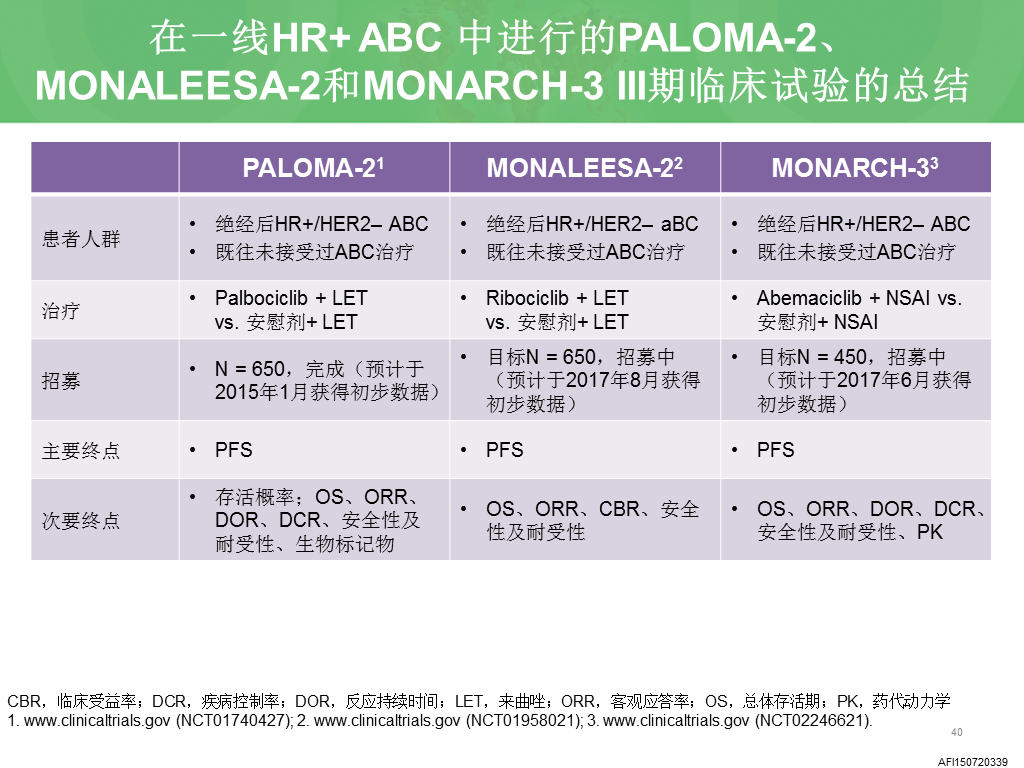 在一线HR+ ABC 中进行的PALOMA-2、
MONALEESA-2和MONARCH-3 III期临床试验的总结
PALOMA-2¹ MONALEESA-2² MONARCH-3³
患者人群
• 绝经后HR+/HER2– ABC
• 既往未接受过ABC治疗
• 绝经后HR+/HER2– aBC
• 既往未接受过ABC治疗
• 绝经后HR+/HER2– ABC
• 既往未接受过ABC治疗
治疗
• Palbociclib + LET
vs. 安慰剂+ LET
• Ribociclib + LET
vs. 安慰剂+ LET
• Abemaciclib + NSAI vs.
安慰剂+ NSAI
招募
• N = 650，完成（预计于
2015年1月获得初步数据）
• 目标N = 650，招募中
（预计于2017年8月获得
初步数据）
• 目标N = 450，招募中
（预计于2017年6月获得
初步数据）
主要终点
• PFS
• PFS
• PFS
次要终点
• 存活概率；OS、ORR、
DOR、DCR、安全性及
耐受性、生物标记物
• OS、ORR、CBR、安全
性及耐受性
• OS、ORR、DOR、DCR、
安全性及耐受性、PK
CBR，临床受益率；DCR，疾病控制率；DOR，反应持续时间；LET，来曲唑；ORR，客观应答率；OS，总体存活期；PK，药代动力学
1. www.clinicaltrials.gov (NCT01740427); 2. www.clinicaltrials.gov (NCT01958021); 3. www.clinicaltrials.gov (NCT02246621).
40
AFI150720339